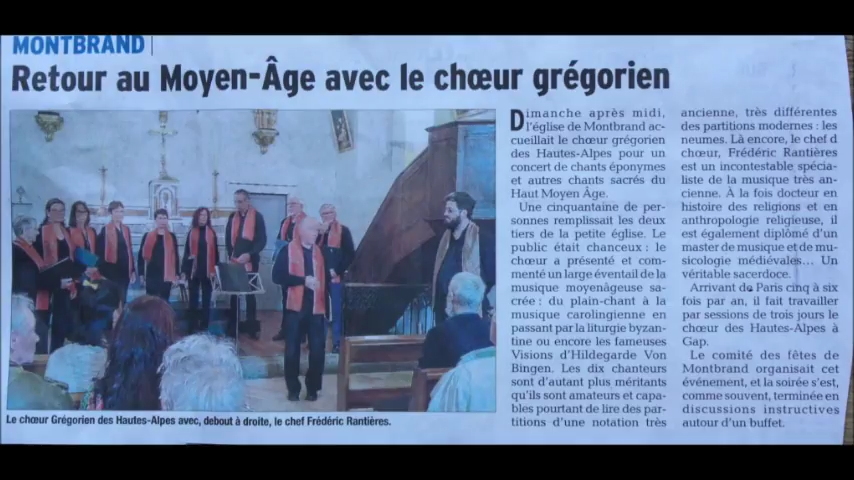 MONTBRAND
Retour au Moyen-Âge avec le chœur grégorien
Dimanche après midi,
l'église de Montbrand ac-
cueillait le chœur grégorien
des Hautes-Alpes pour un
concert de chants éponymes
et autres chants sacrés du
Haut Moyen Âge.
Une cinquantaine de per-
sonnes remplissait les deux
tiers de la petite église. Le
public était chanceux : le
chœur a présenté et com-
menté un large éventail de la
musique moyenâgeuse sa-
crée : du plain-chant à la
musique carolingienne en
passant par la liturgie byzan-
tine ou encore les fameuses
Visions d'Hildegarde Von
Bingen. Les dix chanteurs
sont d'autant plus méritants
qu'ils sont amateurs et capa-
bles pourtant de lire des par-
titions d'une notation très
ancienne, très différentes
des partitions modernes : les
neumes. Là encore, le chef d
chœur, Frédéric Rantières
est un incontestable spécia-
liste de la musique très an-
cienne. À la fois docteur en
histoire des religions et en
anthropologie religieuse, il
est également diplômé d'un
master de musique et de mu-
sicologie médiévales... Un
véritable sacerdoce.
Arrivant de Paris cinq à six
fois par an, il fait travailler
par sessions de trois jours le
chœur des Hautes-Alpes à
Gap.
Le comité des fêtes de
Montbrand organisait cet
événement, et la soirée s'est,
comme souvent, terminée en
discussions instructives
autour d'un buffet.
Le chœur Grégorien des Hautes-Alpes avec, debout à droite, le chef Frédéric Rantières.